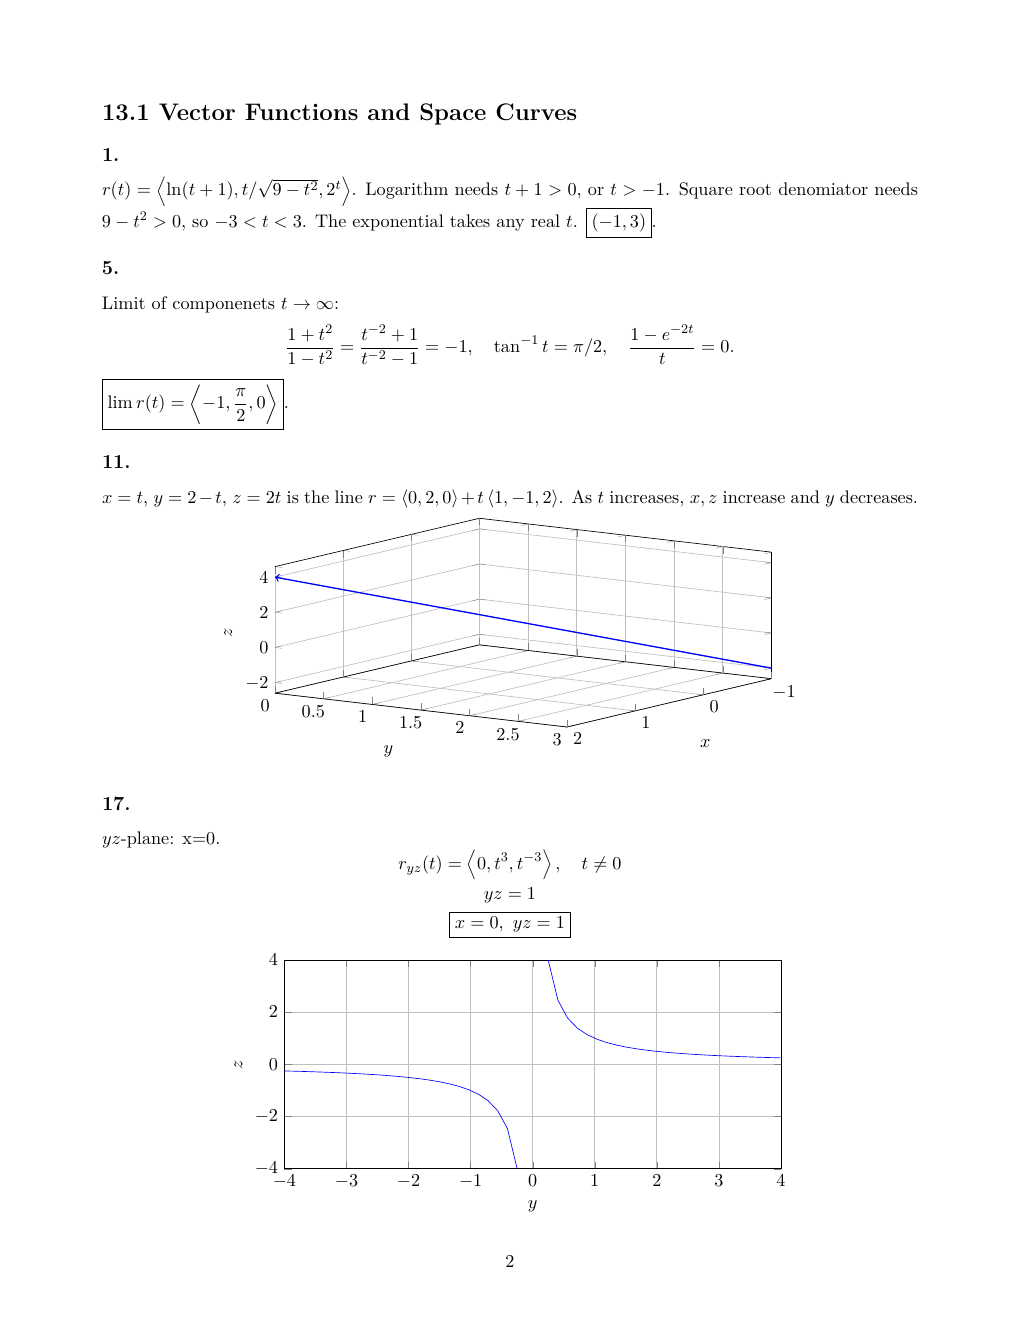 13.1 Vector Functions and Space Curves
1.
r(t) = ⟨ln(t + 1), t/√(9 − t²), 2ᵗ⟩. Logarithm needs t + 1 > 0, or t > −1. Square root denomiator needs
9 − t² > 0, so −3 < t < 3. The exponential takes any real t. (−1, 3).
5.
Limit of componenets t → ∞:
(1 + t²)/(1 − t²) = (t⁻² + 1)/(t⁻² − 1) = −1, tan⁻¹ t = π/2, (1 − e⁻²ᵗ)/t = 0.
lim r(t) = ⟨−1, π/2, 0⟩.
11.
x = t, y = 2 − t, z = 2t is the line r = ⟨0, 2, 0⟩ + t ⟨1, −1, 2⟩. As t increases, x, z increase and y decreases.
4
2
0
−2
z
0 0.5 1 1.5 2 2.5 3
y
2 1 0 −1
x
17.
yz-plane: x=0.
r_yz(t) = ⟨0, t³, t⁻³⟩, t ≠ 0
yz = 1
x = 0, yz = 1
4
2
0
−2
−4
z
−4 −3 −2 −1 0 1 2 3 4
y
2